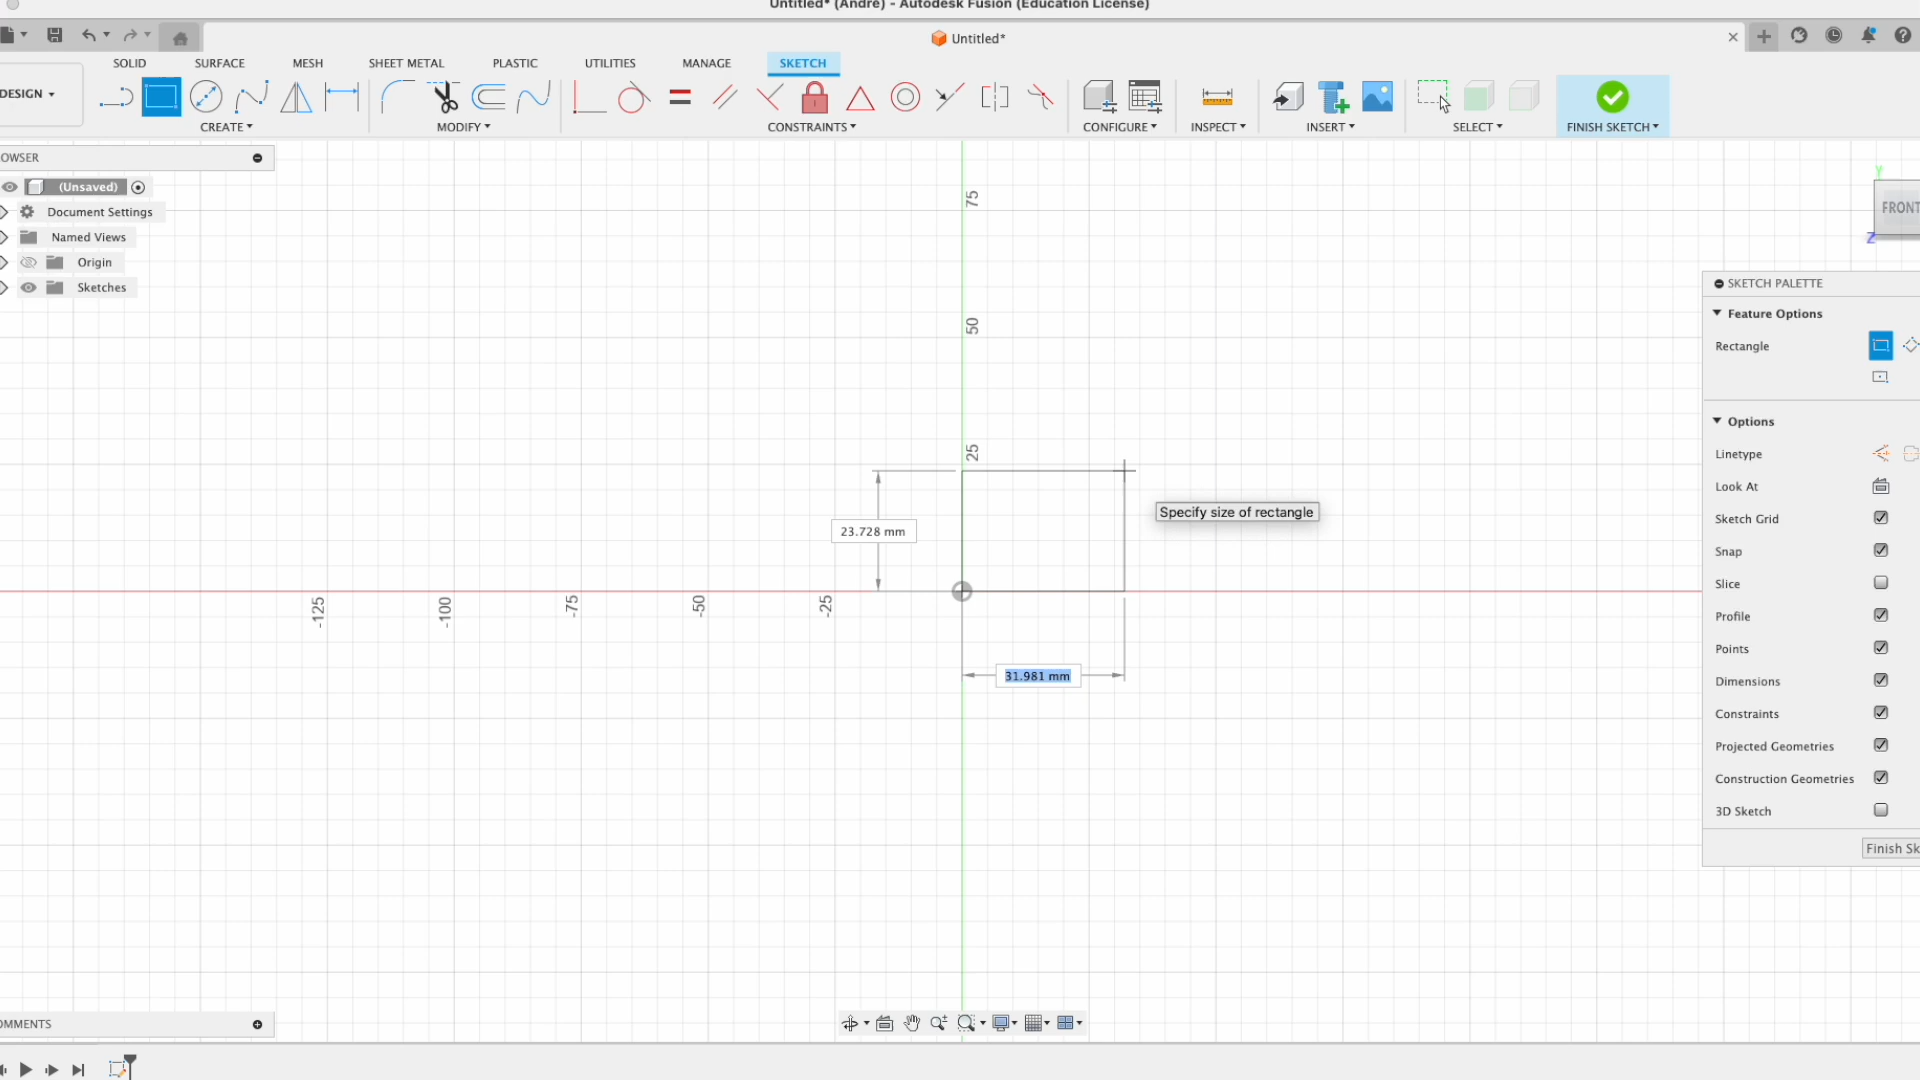 Untitled* (Andre) - Autodesk Fusion (Education License)
Untitled*
SOLID
SURFACE
MESH
SHEET METAL
PLASTIC
UTILITIES
MANAGE
SKETCH
DESIGN
CREATE
MODIFY
CONSTRAINTS
CONFIGURE
INSPECT
INSERT
SELECT
FINISH SKETCH
OWSER
(Unsaved)
Document Settings
Named Views
Origin
Sketches
75
50
25
-125
-100
-75
-50
-25
23.728 mm
31.981 mm
Specify size of rectangle
Y
FRONT
Z
SKETCH PALETTE
Feature Options
Rectangle
Options
Linetype
Look At
Sketch Grid
Snap
Slice
Profile
Points
Dimensions
Constraints
Projected Geometries
Construction Geometries
3D Sketch
Finish Sk
OMMENTS